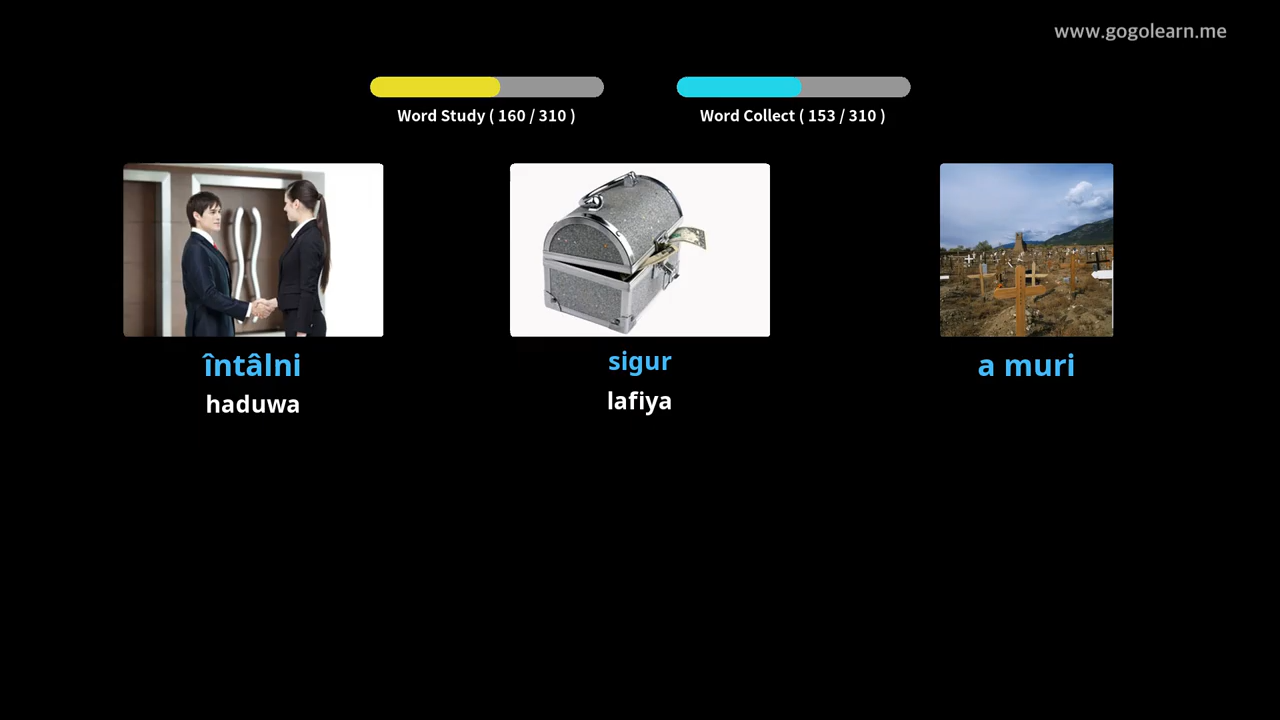 www.gogolearn.me
Word Study ( 160 / 310 )
Word Collect ( 153 / 310 )
întâlni
haduwa
sigur
lafiya
a muri